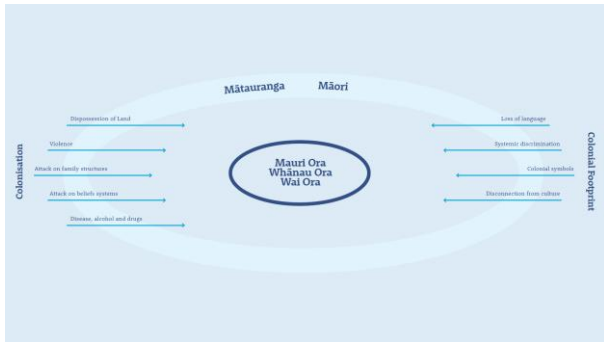 Mātauranga Māori
Colonisation
Dispossession of Land
Violence
Attack on family structures
Attack on beliefs systems
Disease, alcohol and drugs
Mauri Ora
Whānau Ora
Wai Ora
Loss of language
Systemic discrimination
Colonial symbols
Disconnection from culture
Colonial Footprint